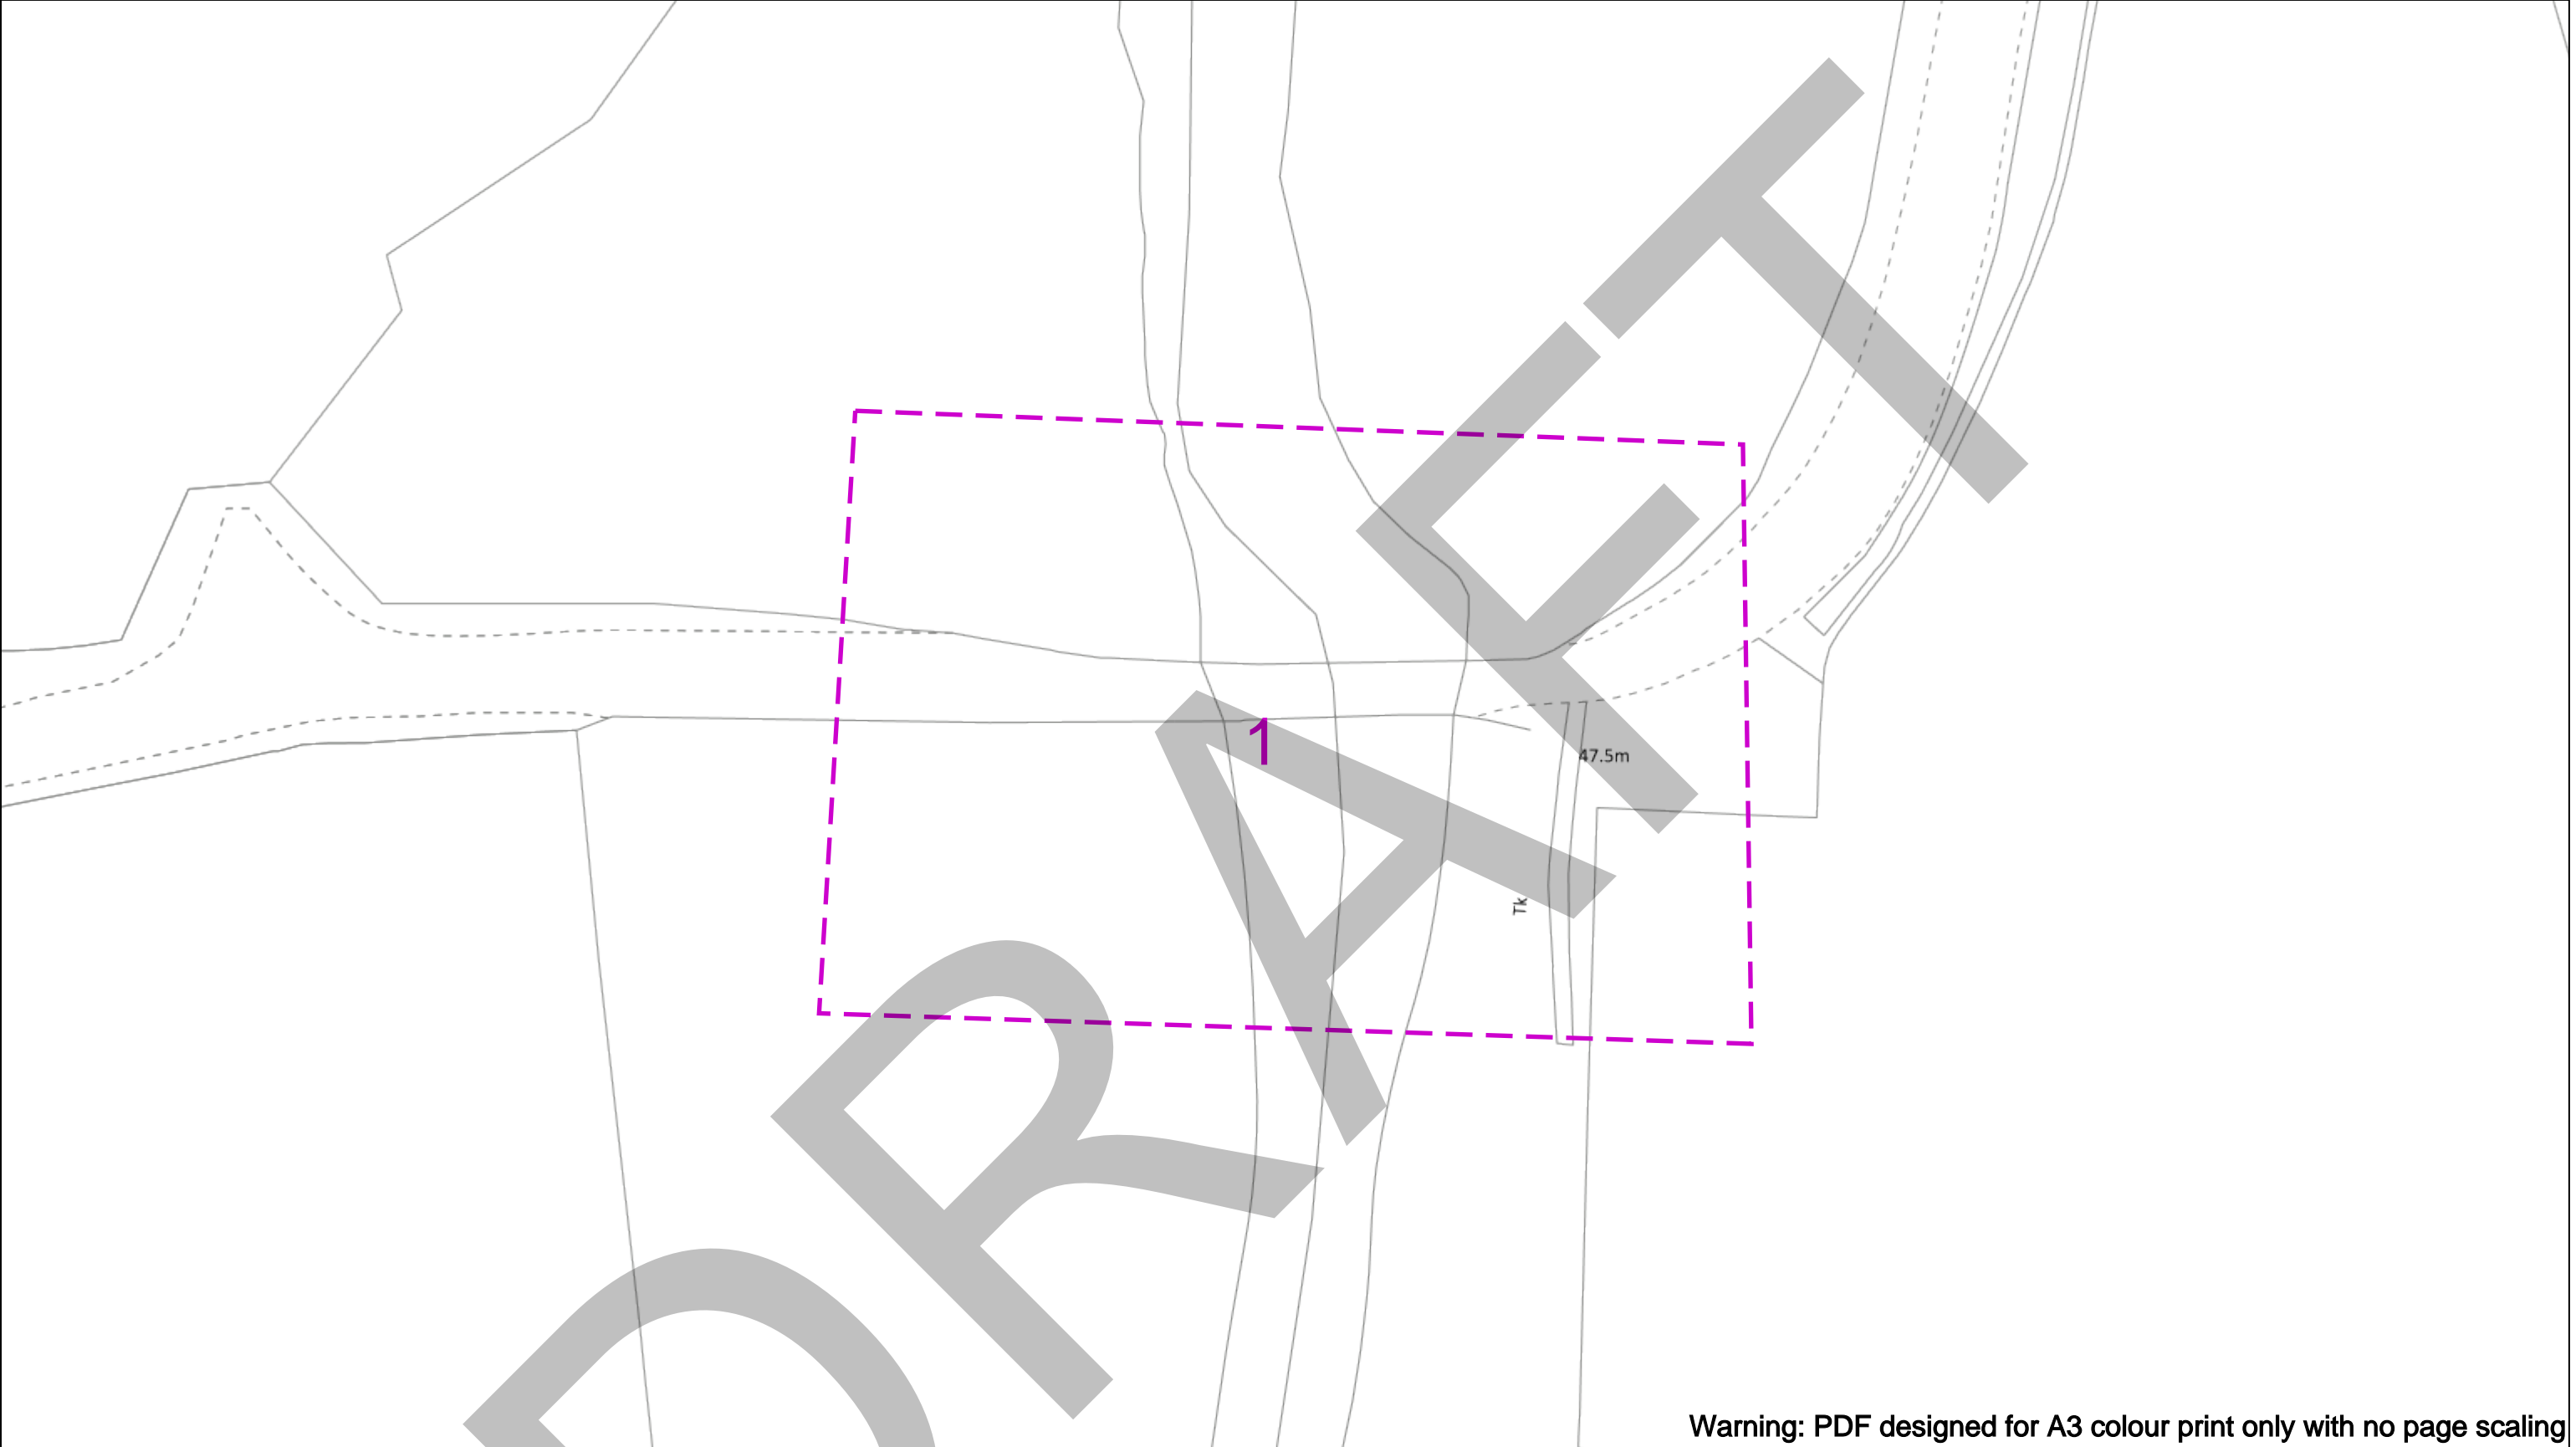 DRAFT
1
47.5m
Tk
Warning: PDF designed for A3 colour print only with no page scaling